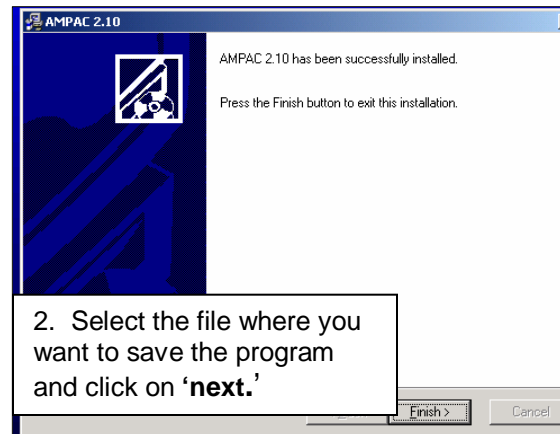 AMPAC 2.10
AMPAC 2.10 has been successfully installed.
Press the Finish button to exit this installation.
2. Select the file where you
want to save the program
and click on ‘next.’
Finish >
Cancel